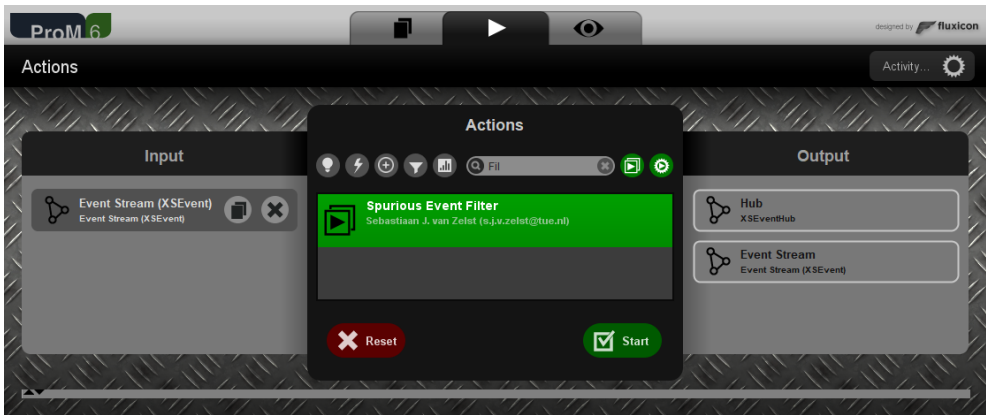 ProM 6
designed by fluxicon
Actions
Activity...
Input
Event Stream (XSEvent)
Event Stream (XSEvent)
Actions
Fil
Spurious Event Filter
Sebastiaan J. van Zelst (s.j.v.zelst@tue.nl)
Reset
Start
Output
Hub
XSEventHub
Event Stream
Event Stream (XSEvent)